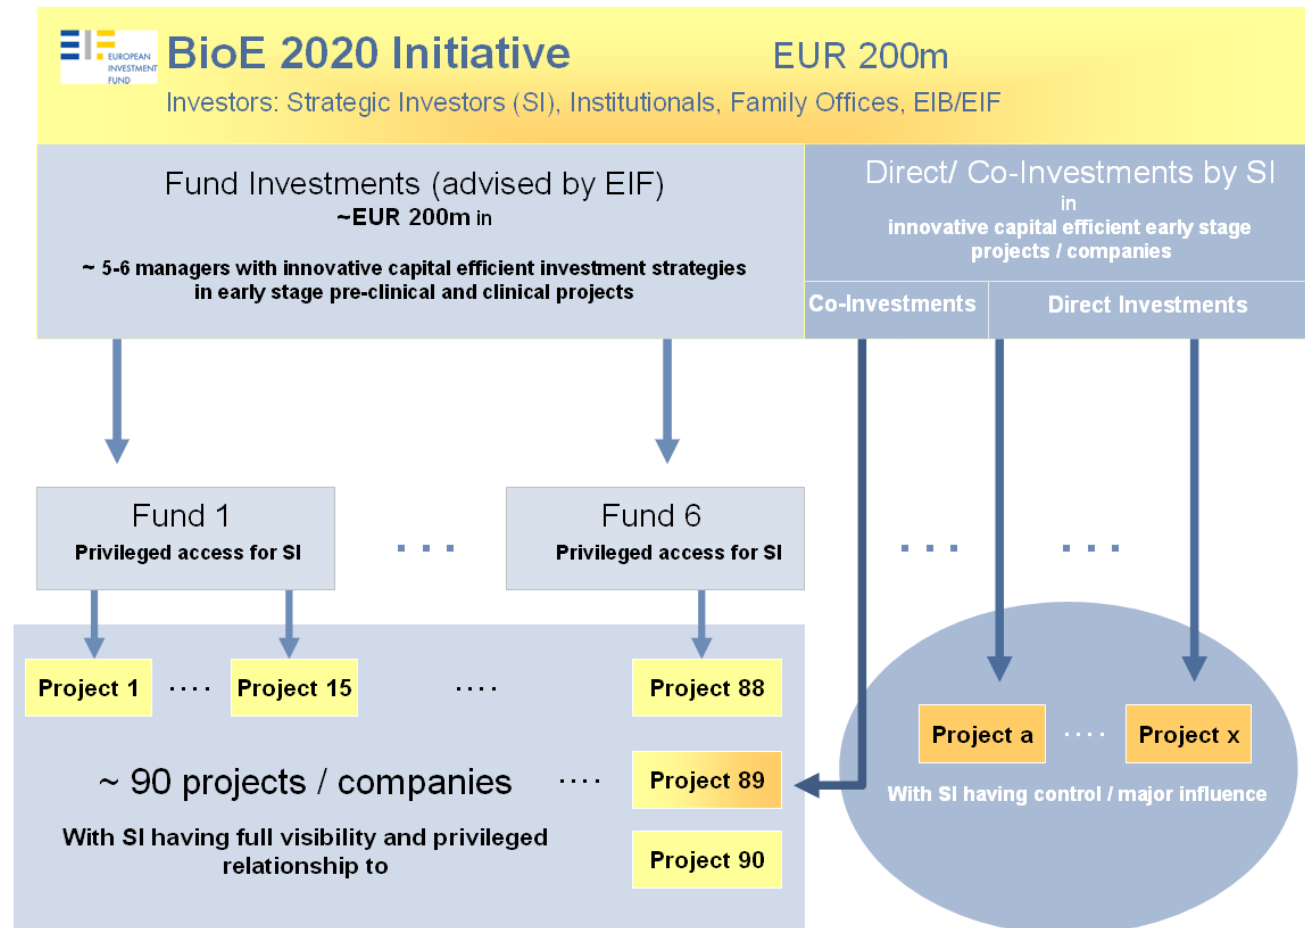 EIF EUROPEAN
INVESTMENT
FUND
BioE 2020 Initiative
EUR 200m
Investors: Strategic Investors (SI), Institutionals, Family Offices, EIB/EIF
Fund Investments (advised by EIF)
~EUR 200m in
~ 5-6 managers with innovative capital efficient investment strategies
in early stage pre-clinical and clinical projects
Direct/ Co-Investments by SI
in
innovative capital efficient early stage
projects / companies
Co-Investments
Direct Investments
Fund 1
Privileged access for SI
. . .
Fund 6
Privileged access for SI
. . .
. . .
Project 1
....
Project 15
....
Project 88
~ 90 projects / companies
....
Project 89
With SI having full visibility and privileged
relationship to
Project 90
Project a
....
Project x
With SI having control / major influence